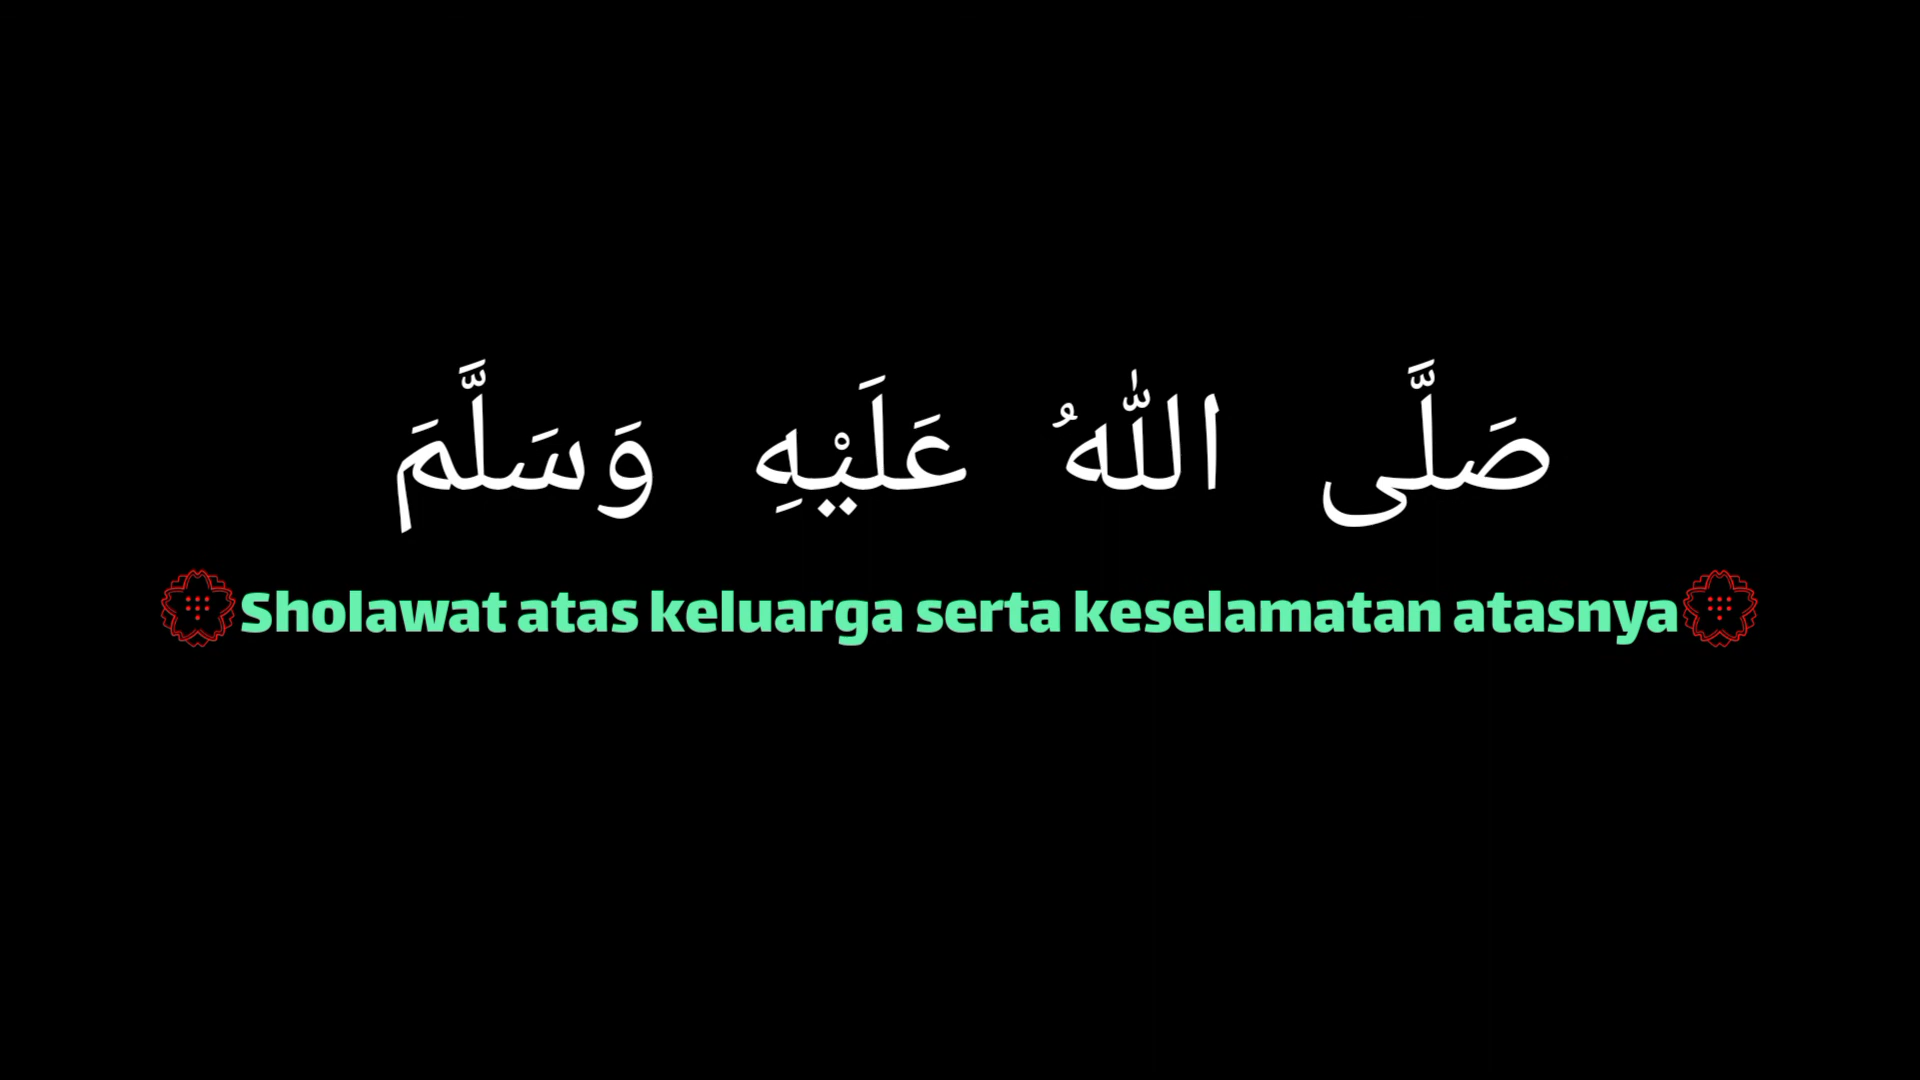 صَلَّى اللّٰهُ عَلَيْهِ وَسَلَّمَ
Sholawat atas keluarga serta keselamatan atasnya